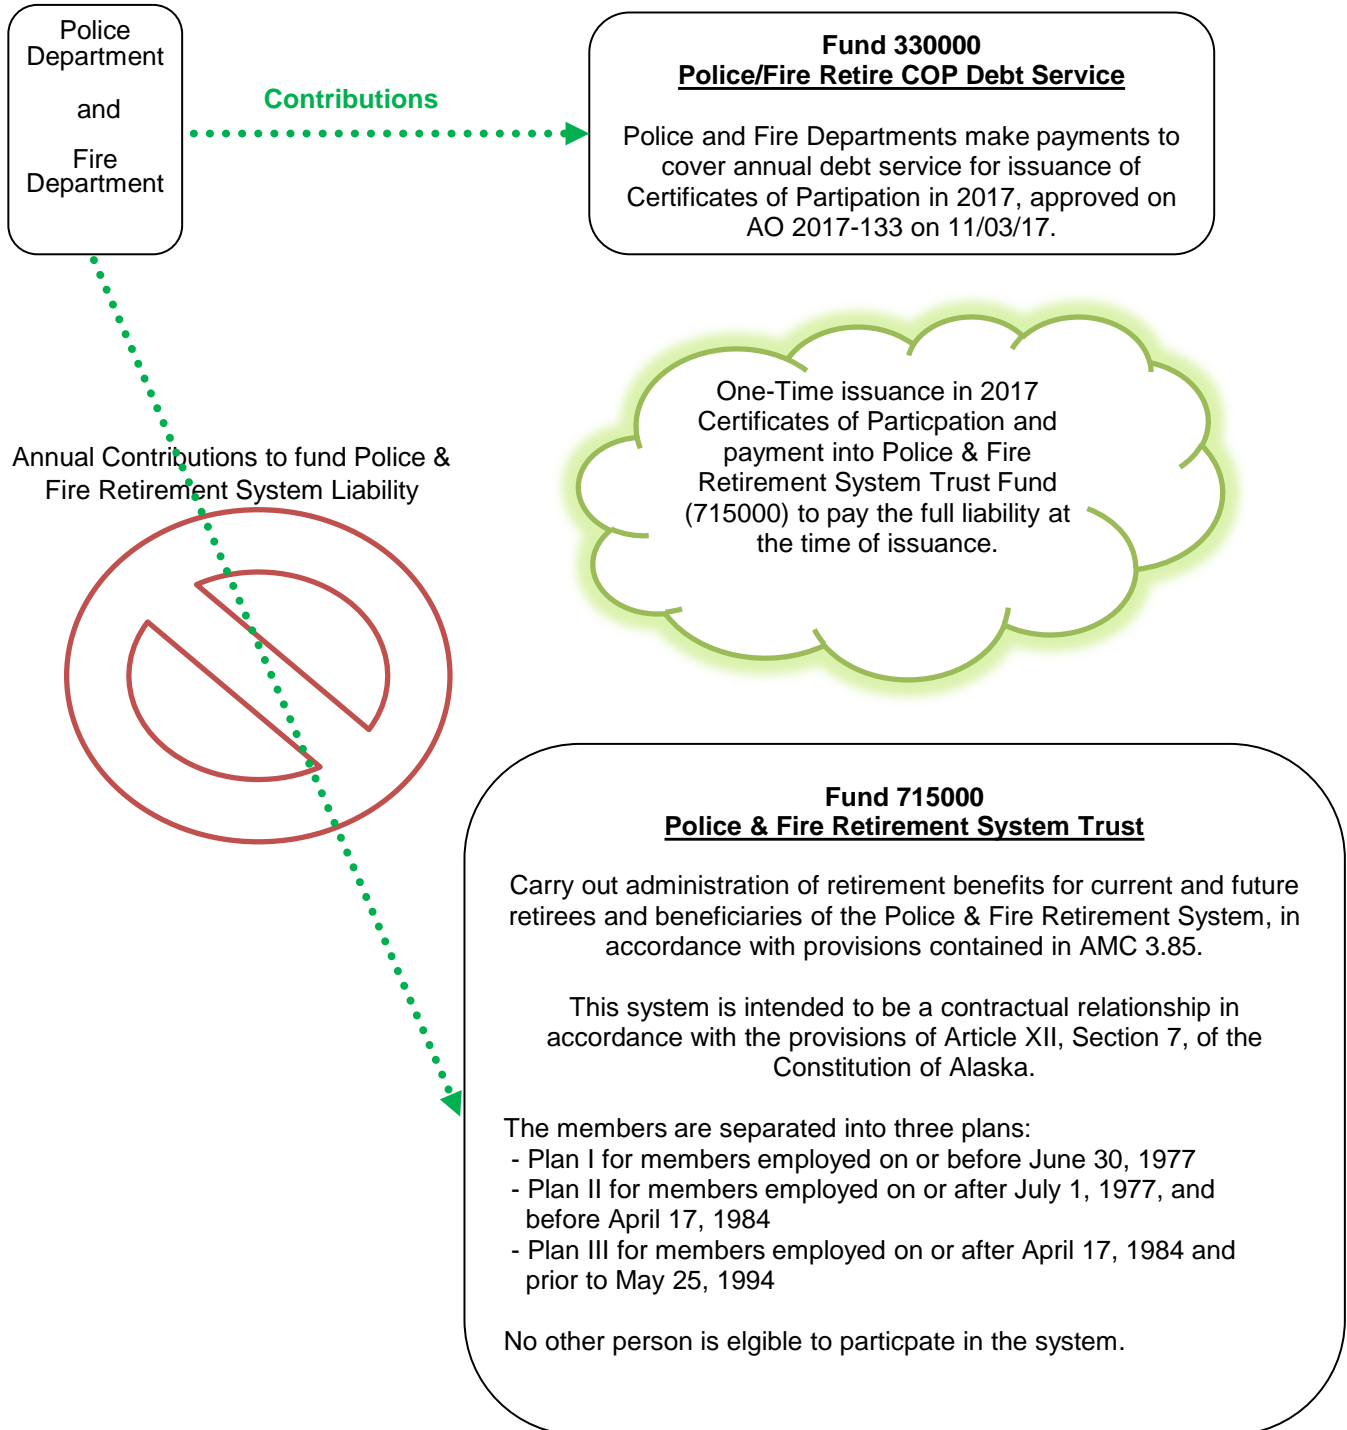 Police
Department
and
Fire
Department
Contributions
Fund 330000
Police/Fire Retire COP Debt Service
Police and Fire Departments make payments to
cover annual debt service for issuance of
Certificates of Partipation in 2017, approved on
AO 2017-133 on 11/03/17.
One-Time issuance in 2017
Certificates of Particpation and
payment into Police & Fire
Retirement System Trust Fund
(715000) to pay the full liability at
the time of issuance.
Annual Contributions to fund Police &
Fire Retirement System Liability
Fund 715000
Police & Fire Retirement System Trust
Carry out administration of retirement benefits for current and future
retirees and beneficiaries of the Police & Fire Retirement System, in
accordance with provisions contained in AMC 3.85.
This system is intended to be a contractual relationship in
accordance with the provisions of Article XII, Section 7, of the
Constitution of Alaska.
The members are separated into three plans:
- Plan I for members employed on or before June 30, 1977
- Plan II for members employed on or after July 1, 1977, and
before April 17, 1984
- Plan III for members employed on or after April 17, 1984 and
prior to May 25, 1994
No other person is elgible to particpate in the system.